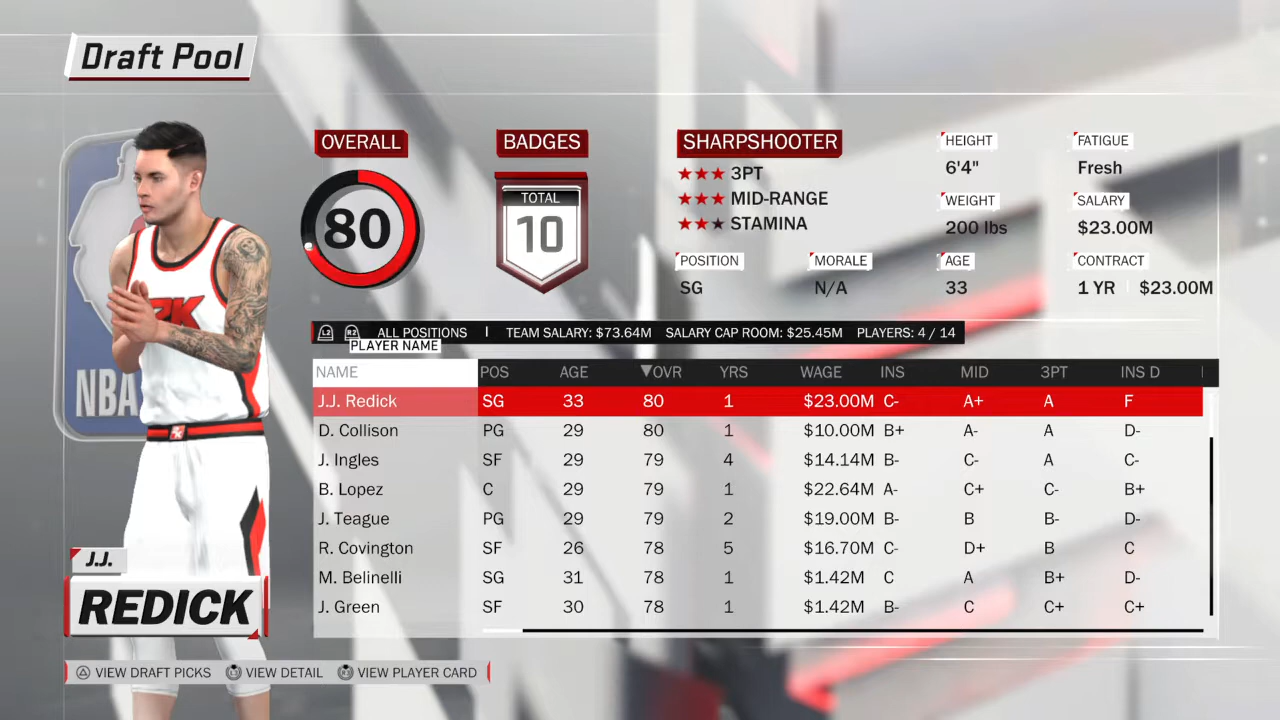 Draft Pool
OVERALL
80
BADGES
TOTAL
10
SHARPSHOOTER
3PT
MID-RANGE
STAMINA
HEIGHT
6'4"
FATIGUE
Fresh
WEIGHT
200 lbs
SALARY
$23.00M
POSITION
SG
MORALE
N/A
AGE
33
CONTRACT
1 YR $23.00M
L2 R2 ALL POSITIONS | TEAM SALARY: $73.64M SALARY CAP ROOM: $25.45M PLAYERS: 4 / 14
PLAYER NAME
NAME POS AGE ▼OVR YRS WAGE INS MID 3PT INS D
J.J. Redick SG 33 80 1 $23.00M C- A+ A F
D. Collison PG 29 80 1 $10.00M B+ A- A D-
J. Ingles SF 29 79 4 $14.14M B- C- A C-
B. Lopez C 29 79 1 $22.64M A- C+ C- B+
J. Teague PG 29 79 2 $19.00M B- B B- D-
R. Covington SF 26 78 5 $16.70M C- D+ B C
M. Belinelli SG 31 78 1 $1.42M C A B+ D-
J. Green SF 30 78 1 $1.42M B- C C+ C+
NBA
2K
J.J.
REDICK
VIEW DRAFT PICKS VIEW DETAIL VIEW PLAYER CARD